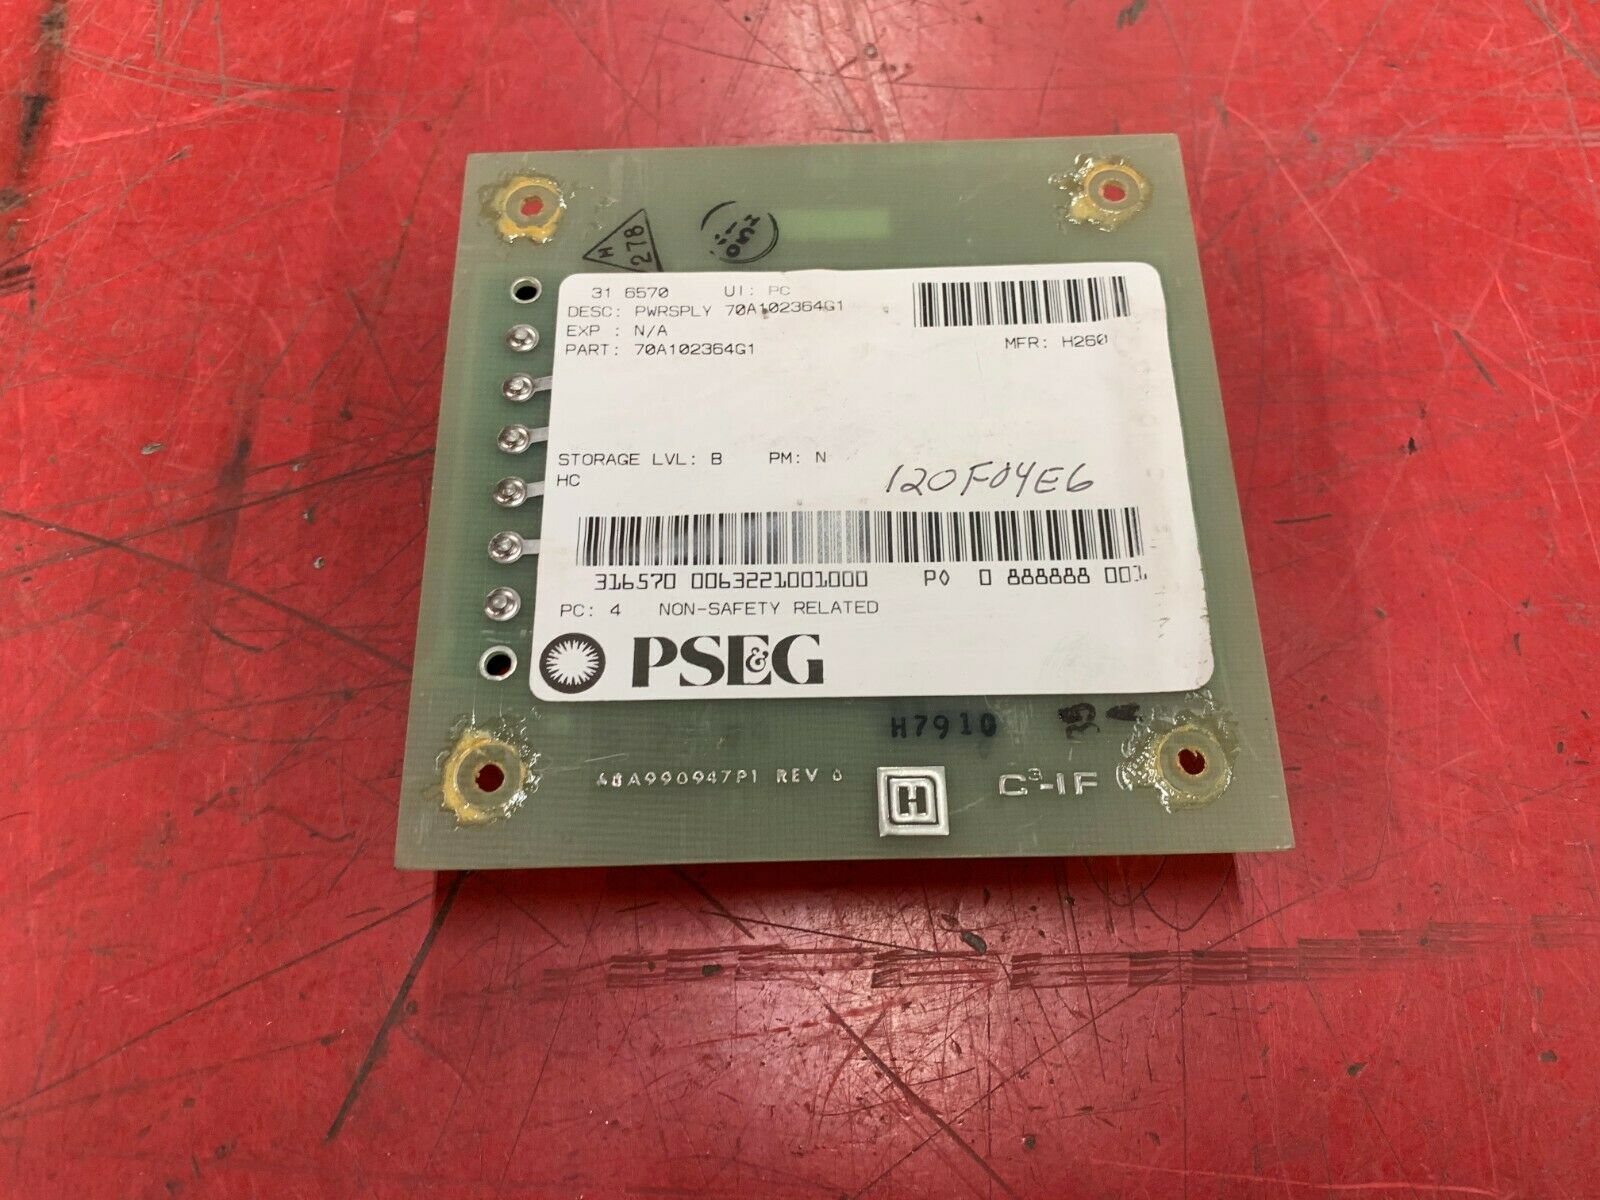 H 278
31 6570 UI: PC
DESC: PWRSPLY 70A102364G1
EXP : N/A
PART: 70A102364G1
MFR: H260
STORAGE LVL: B PM: N
HC
120F04E6
316570 0063221001000 P0 0 888888 001
PC: 4 NON-SAFETY RELATED
PSE&G
H7910
68A990947P1 REV 0
H
C³-IF